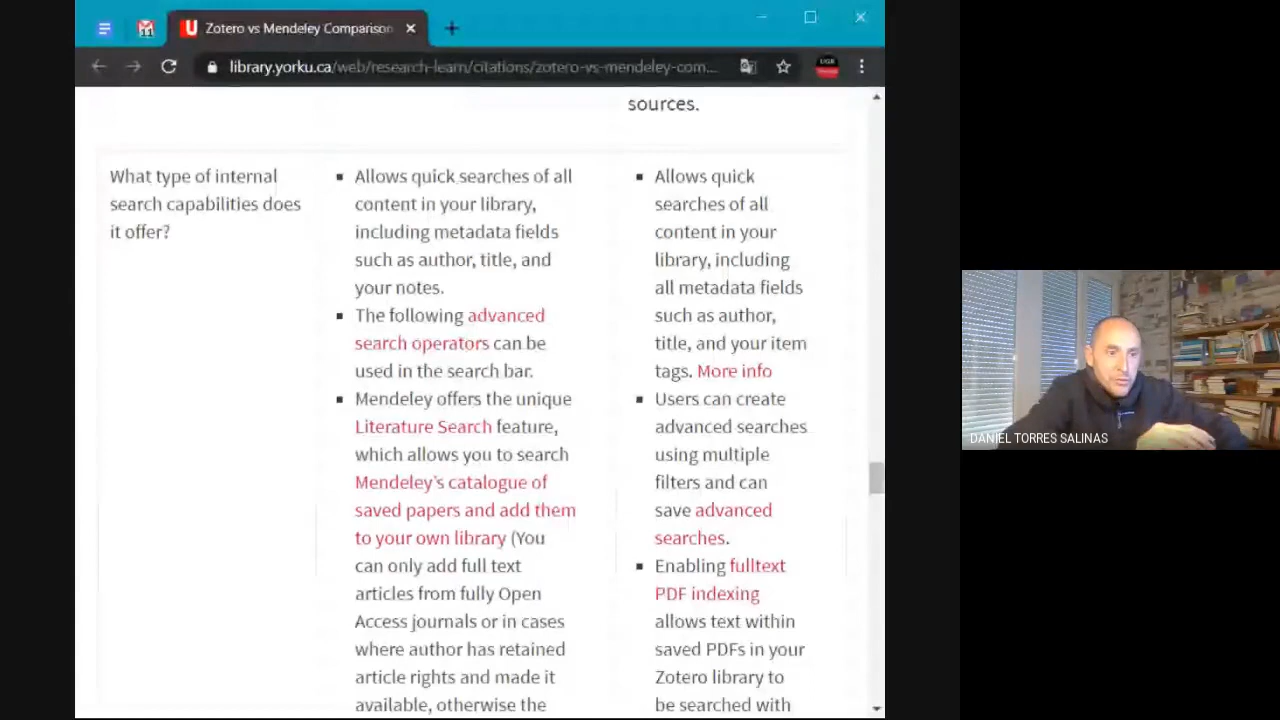 Zotero vs Mendeley Comparison
library.yorku.ca/web/research-learn/citations/zotero-vs-mendeley-com...
sources.
What type of internal
search capabilities does
it offer?
Allows quick searches of all
content in your library,
including metadata fields
such as author, title, and
your notes.
The following advanced
search operators can be
used in the search bar.
Mendeley offers the unique
Literature Search feature,
which allows you to search
Mendeley's catalogue of
saved papers and add them
to your own library (You
can only add full text
articles from fully Open
Access journals or in cases
where author has retained
article rights and made it
available, otherwise the
Allows quick
searches of all
content in your
library, including
all metadata fields
such as author,
title, and your item
tags. More info
Users can create
advanced searches
using multiple
filters and can
save advanced
searches.
Enabling fulltext
PDF indexing
allows text within
saved PDFs in your
Zotero library to
be searched with
DANIEL TORRES SALINAS